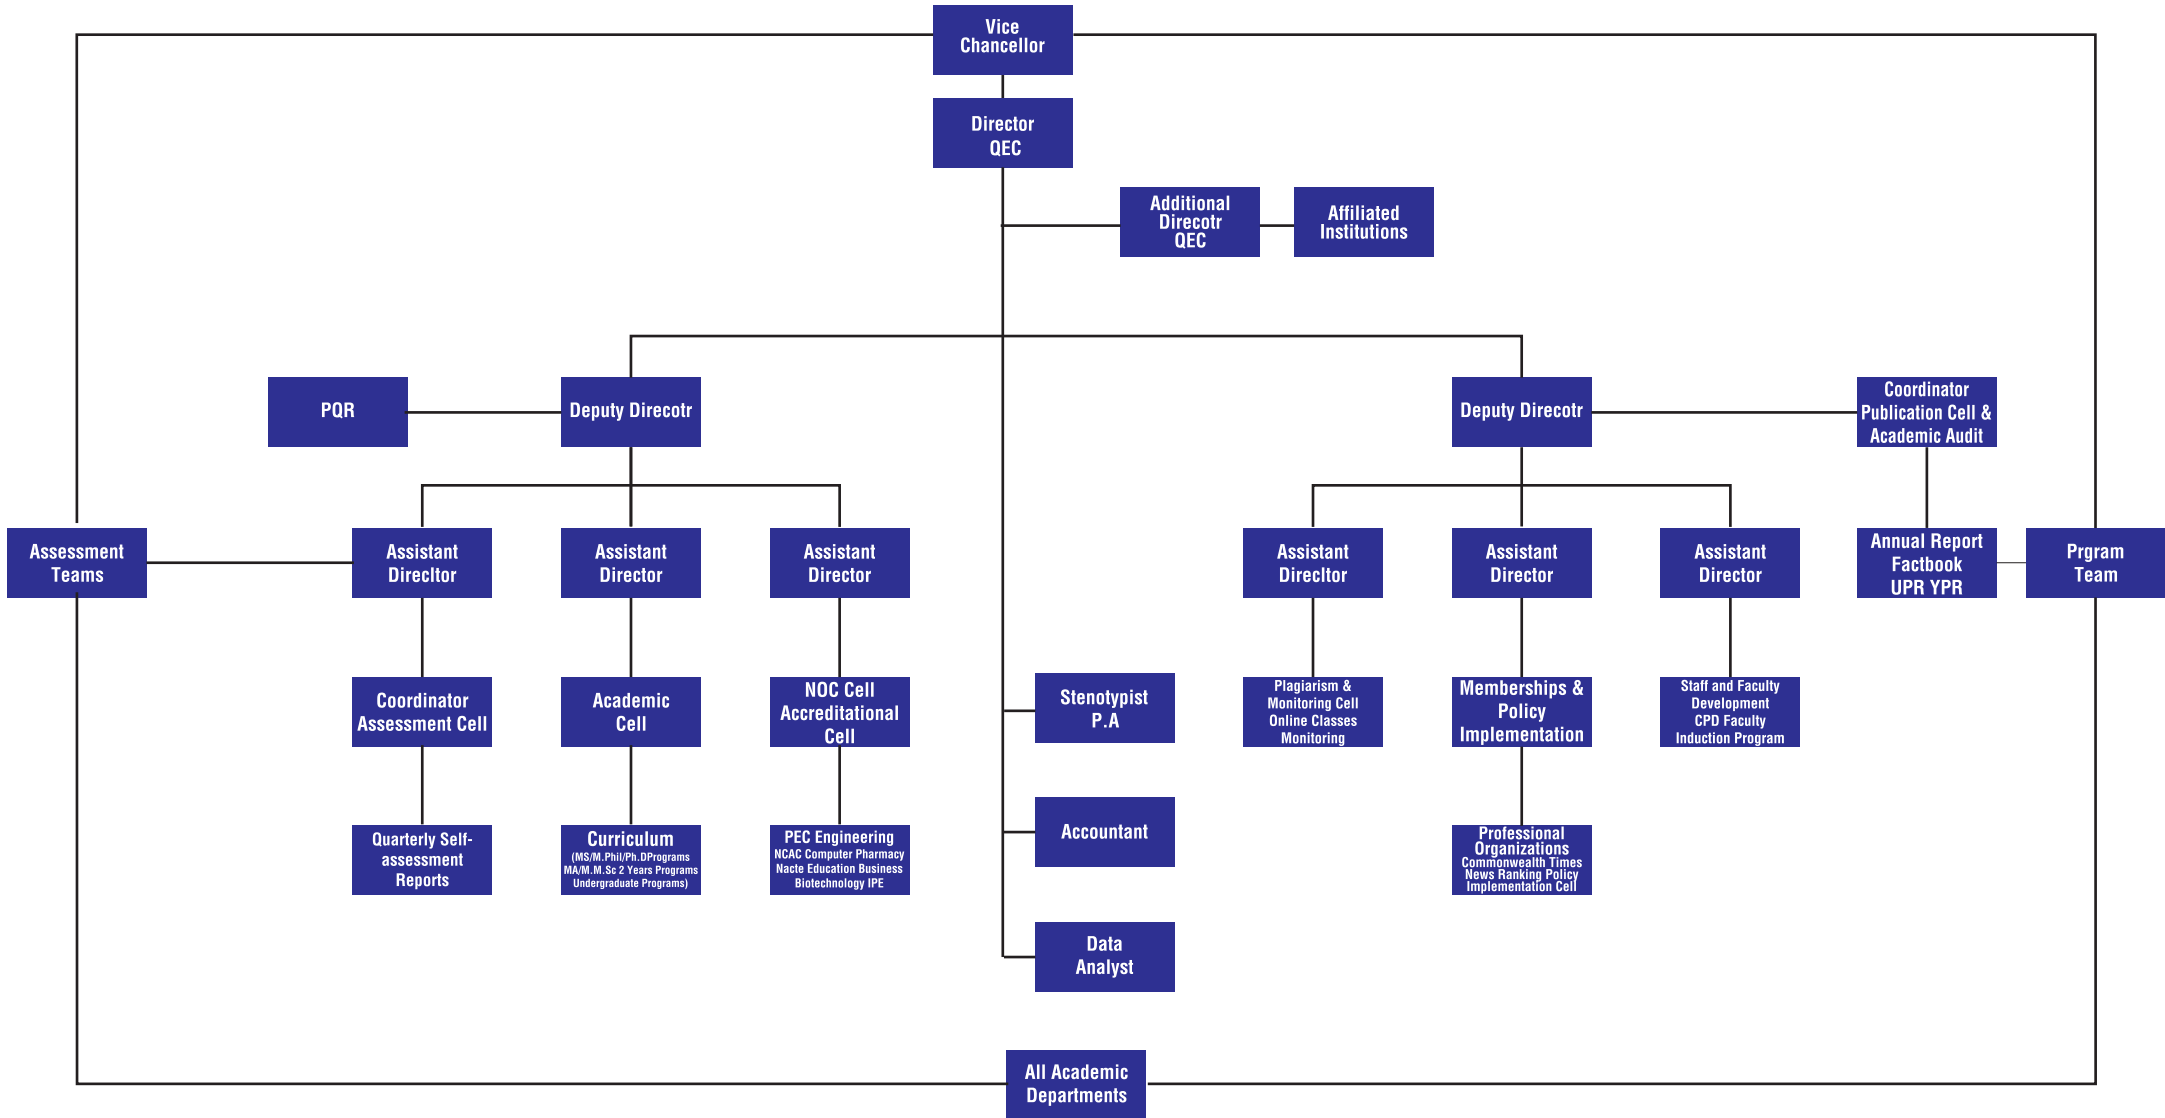 Vice
Chancellor
Director
QEC
Additional
Direcotr
QEC
Affiliated
Institutions
PQR
Deputy Direcotr
Deputy Direcotr
Coordinator
Publication Cell &
Academic Audit
Assessment
Teams
Assistant
Direcltor
Assistant
Director
Assistant
Director
Assistant
Direcltor
Assistant
Director
Assistant
Director
Annual Report
Factbook
UPR YPR
Prgram
Team
Coordinator
Assessment Cell
Academic
Cell
NOC Cell
Accreditational
Cell
Stenotypist
P.A
Plagiarism &
Monitoring Cell
Online Classes
Monitoring
Memberships &
Policy
Implementation
Staff and Faculty
Development
CPD Faculty
Induction Program
Accountant
Quarterly Self-
assessment
Reports
Curriculum
(MS/M.Phil/Ph.DPrograms
MA/M.M.Sc 2 Years Programs
Undergraduate Programs)
PEC Engineering
NCAC Computer Pharmacy
Nacte Education Business
Biotechnology IPE
Professional
Organizations
Commonwealth Times
News Ranking Policy
Implementation Cell
Data
Analyst
All Academic
Departments